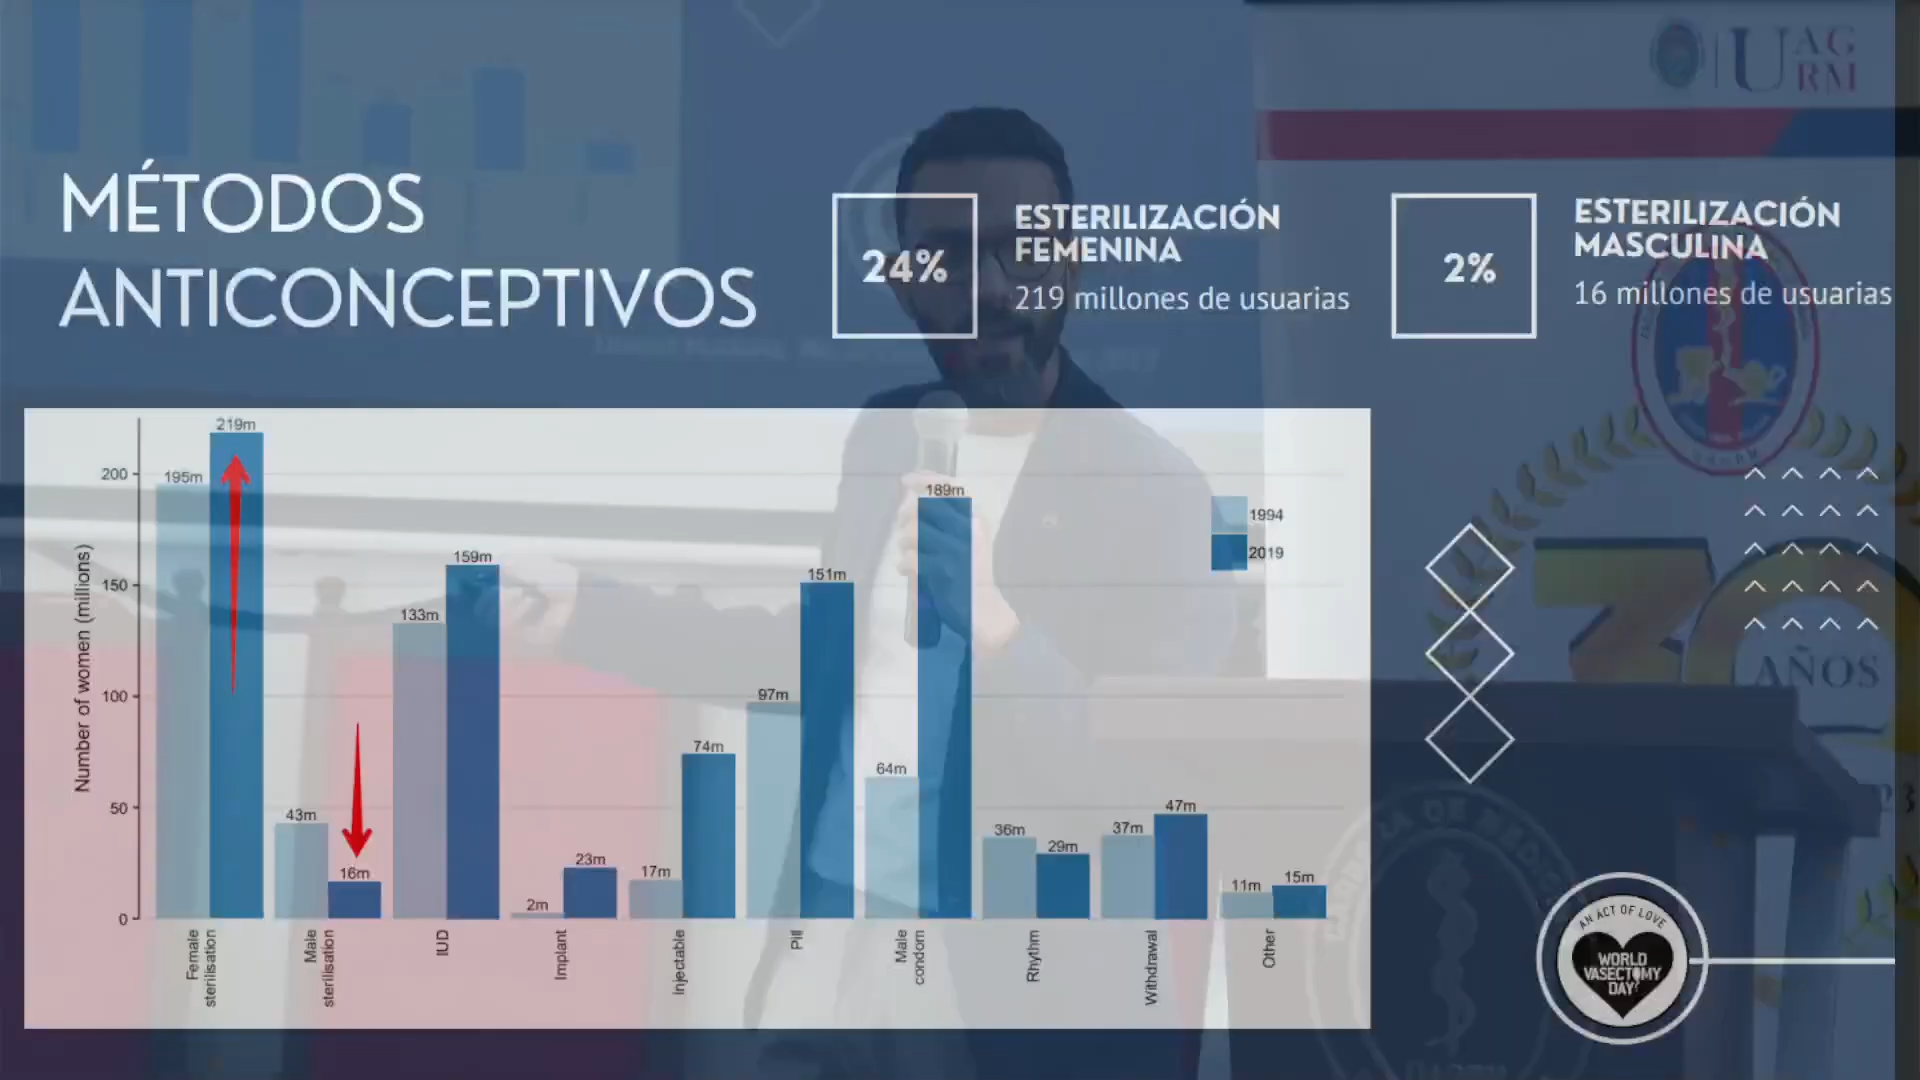 UAG
RM
MÉTODOS
ANTICONCEPTIVOS
24%
ESTERILIZACIÓN
FEMENINA
219 millones de usuarias
2%
ESTERILIZACIÓN
MASCULINA
16 millones de usuarias
Number of women (millions)
200
150
100
50
0
195m
219m
43m
16m
133m
159m
2m
23m
17m
74m
97m
151m
64m
189m
36m
29m
37m
47m
11m
15m
1994
2019
Female
sterilisation
Male
sterilisation
IUD
Implant
Injectable
Pill
Male
condom
Rhythm
Withdrawal
Other
30
AÑOS
AN ACT OF LOVE
WORLD
VASECTOMY
DAY